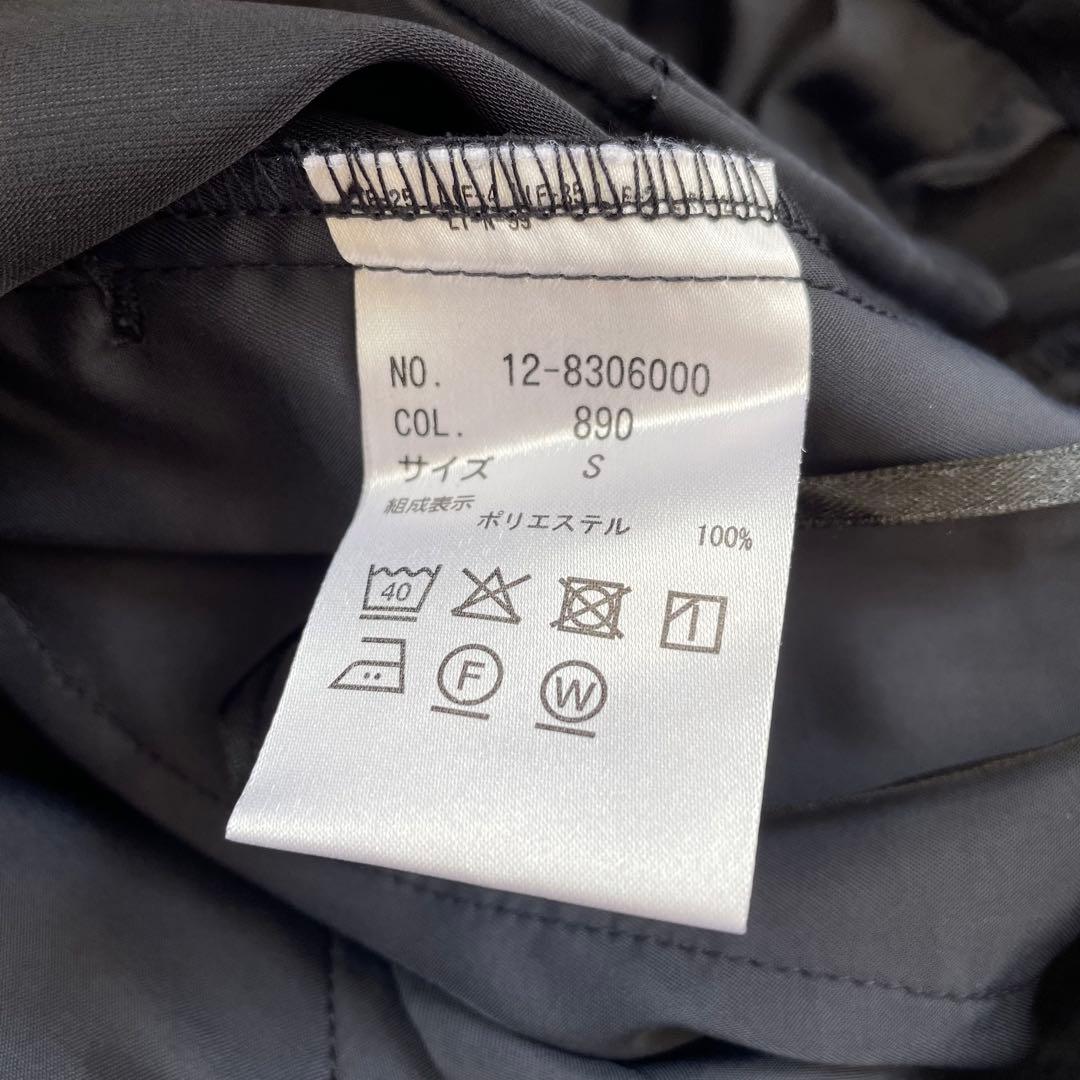 NO. 12-8306000
COL. 890
サイズ S
組成表示
ポリエステル 100%
40
F W